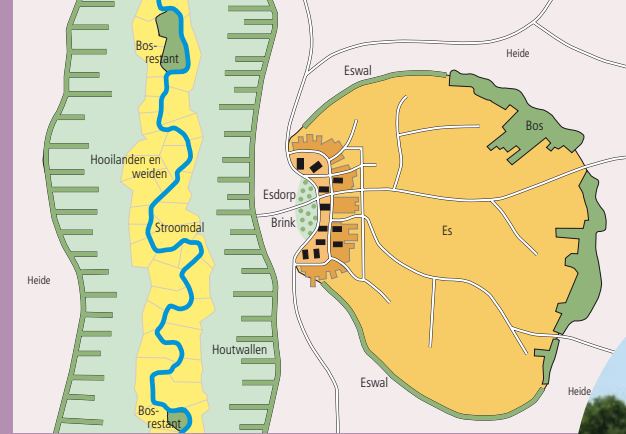 Bos-
restant
Heide
Eswal
Bos
Hooilanden en
weiden
Esdorp
Brink
Stroomdal
Es
Heide
Houtwallen
Eswal
Heide
Bos-
restant